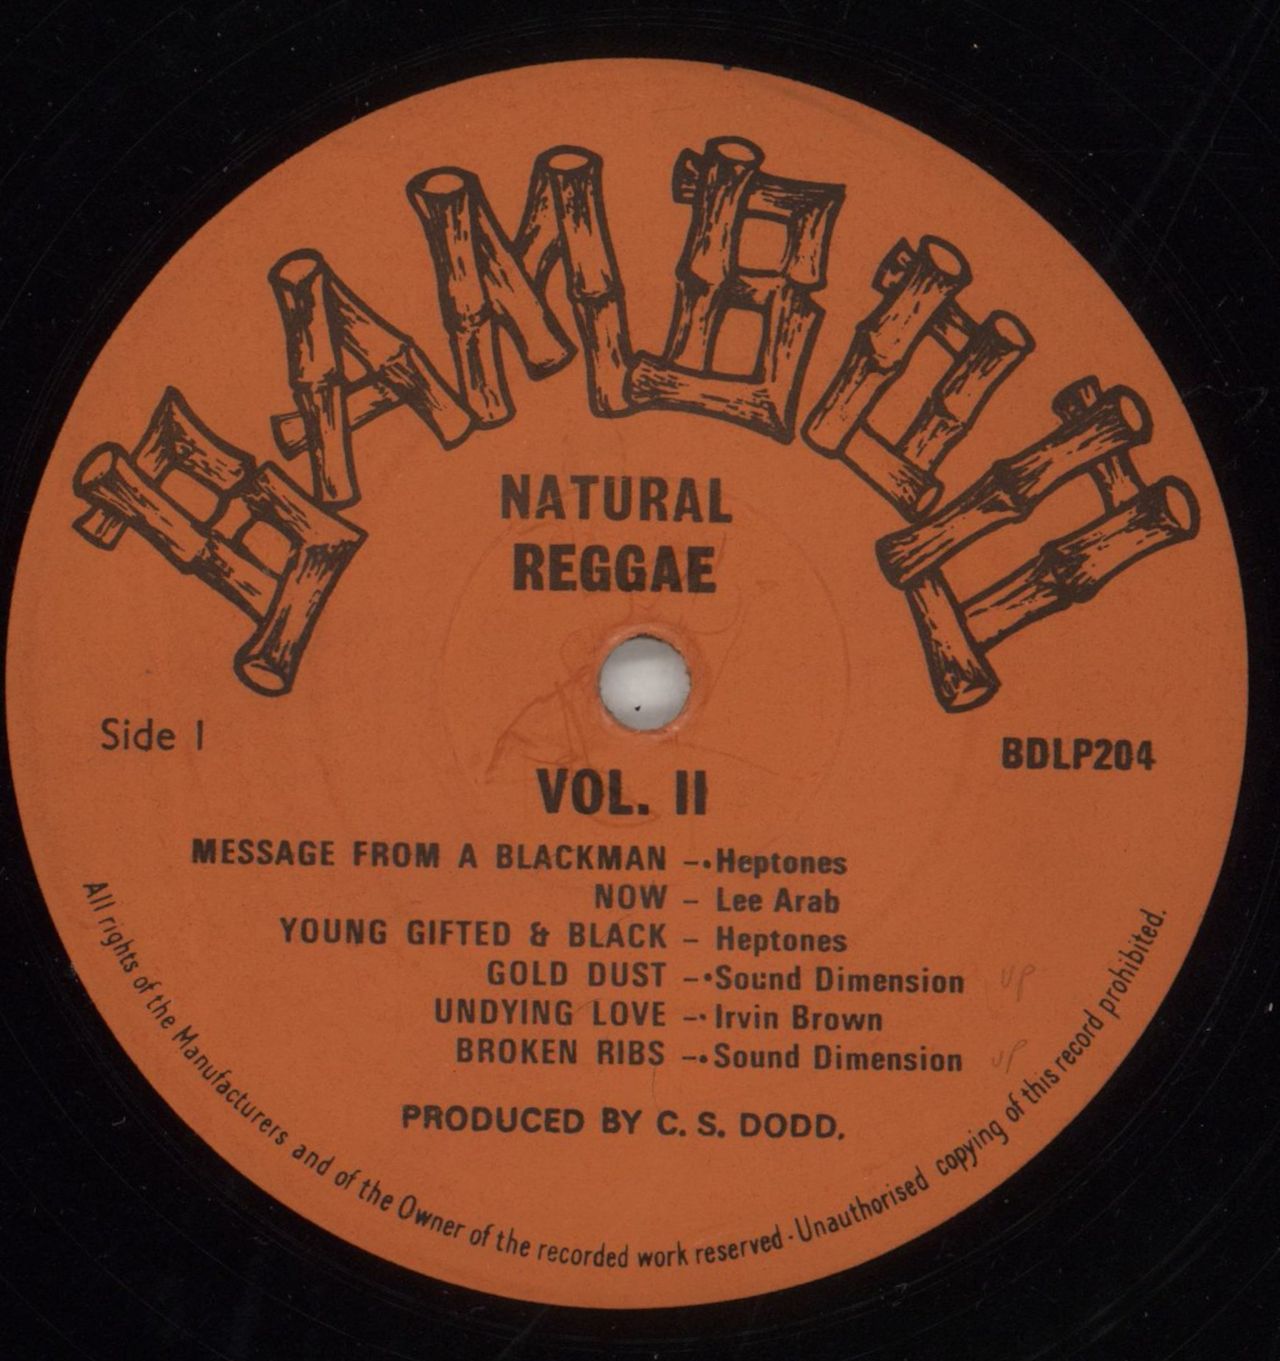 BAMBOO
NATURAL
REGGAE
Side 1
BDLP204
VOL. II
MESSAGE FROM A BLACKMAN - Heptones
NOW - Lee Arab
YOUNG GIFTED & BLACK - Heptones
GOLD DUST - Sound Dimension up
UNDYING LOVE - Irvin Brown
BROKEN RIBS - Sound Dimension up
PRODUCED BY C. S. DODD.
All rights of the Manufacturers and of the Owner of the recorded work reserved · Unauthorised copying of this record prohibited.